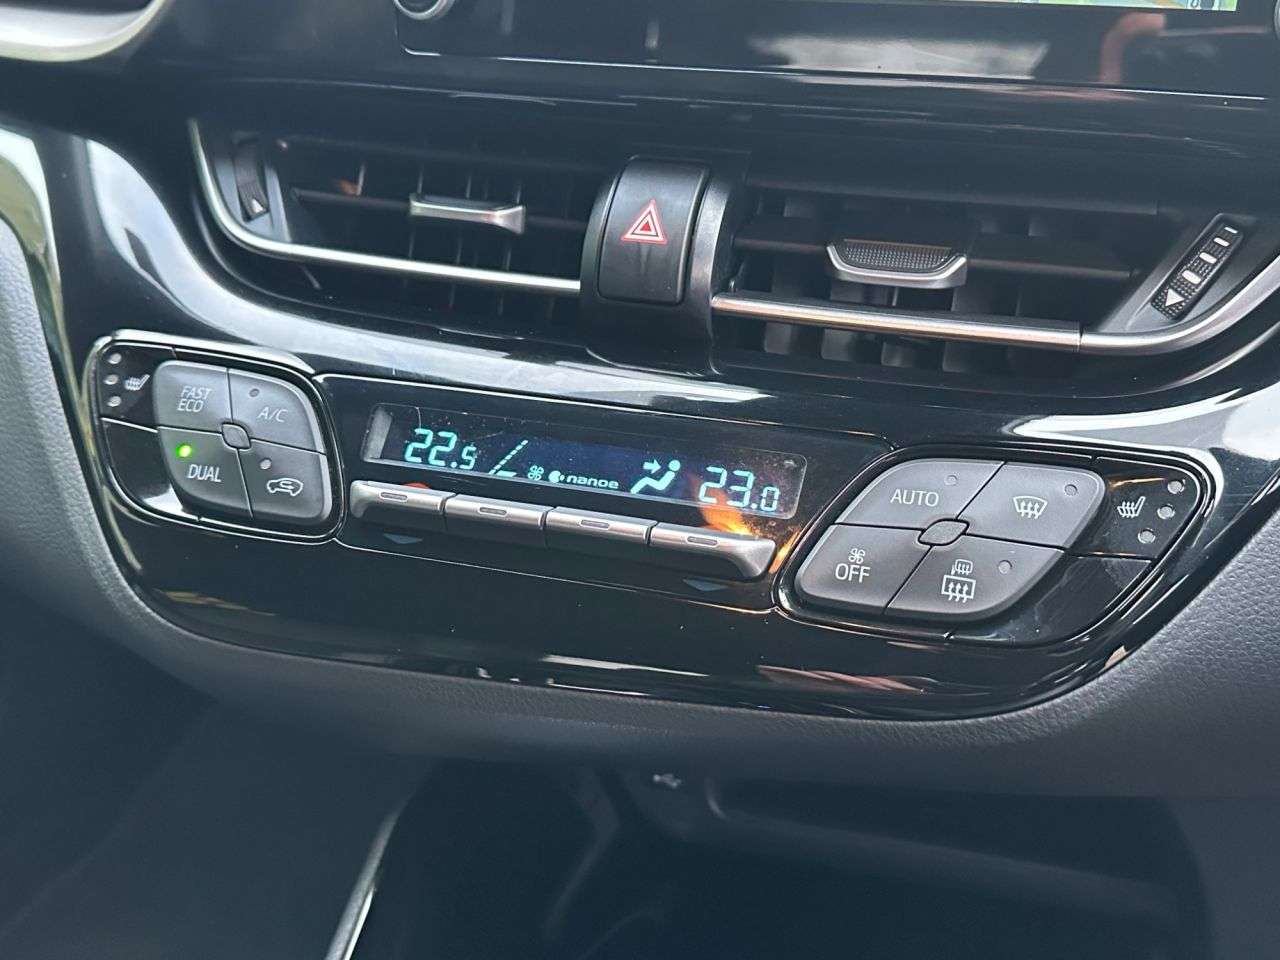 FAST
ECO
A/C
DUAL
22.5
nanoe
23.0
AUTO
OFF